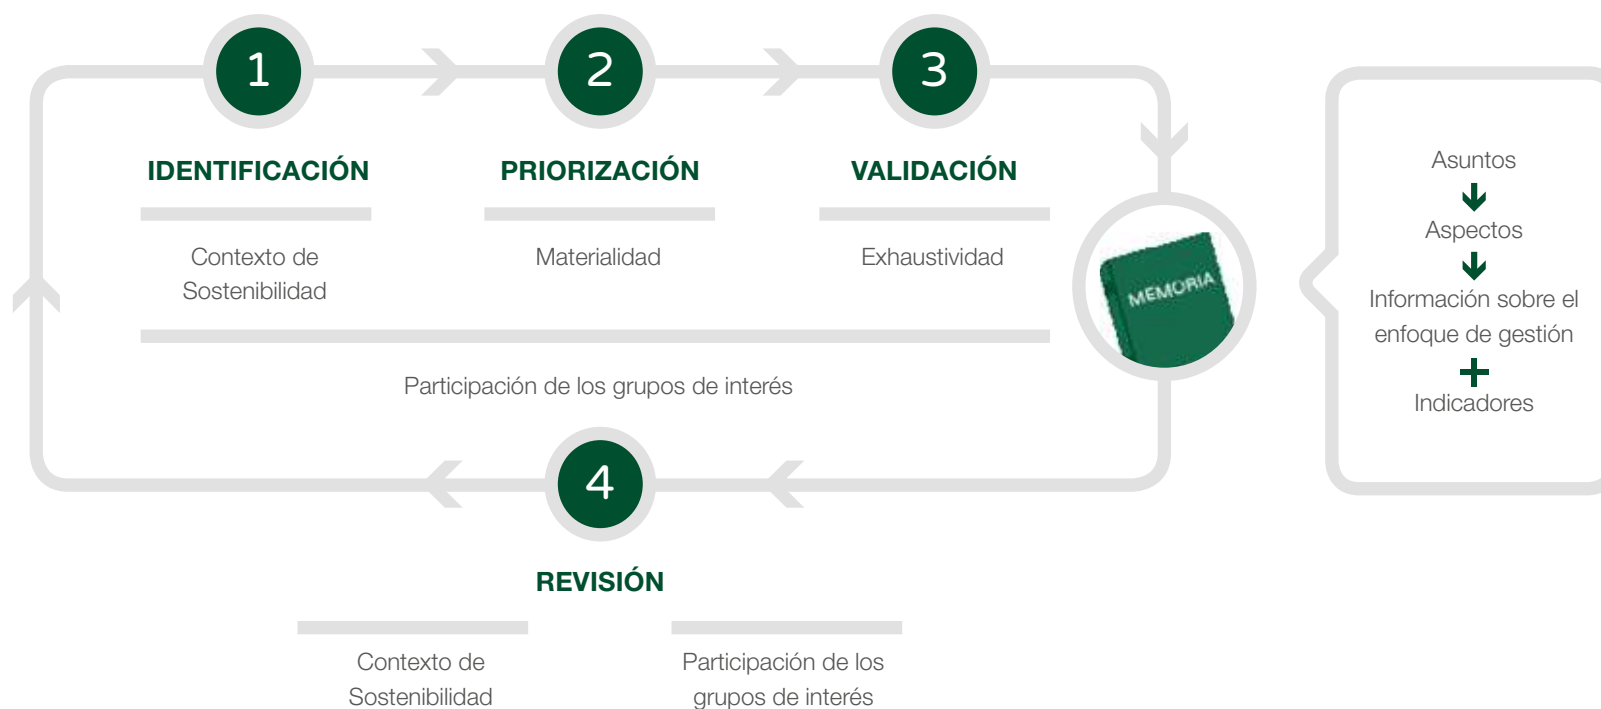 1
2
3
IDENTIFICACIÓN
PRIORIZACIÓN
VALIDACIÓN
Contexto de
Sostenibilidad
Materialidad
Exhaustividad
Participación de los grupos de interés
MEMORIA
Asuntos
Aspectos
Información sobre el
enfoque de gestión
+
Indicadores
4
REVISIÓN
Contexto de
Sostenibilidad
Participación de los
grupos de interés